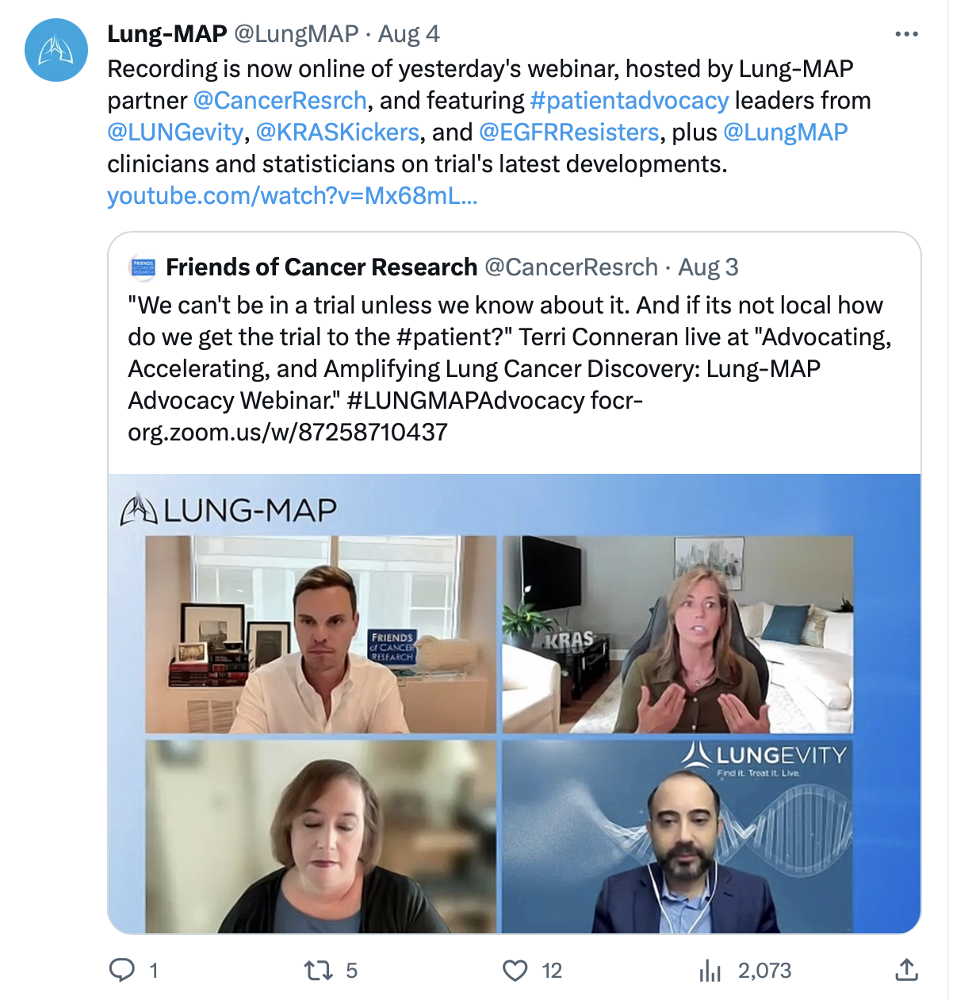 Lung-MAP @LungMAP · Aug 4
Recording is now online of yesterday's webinar, hosted by Lung-MAP
partner @CancerResrch, and featuring #patientadvocacy leaders from
@LUNGevity, @KRASKickers, and @EGFRResisters, plus @LungMAP
clinicians and statisticians on trial's latest developments.
youtube.com/watch?v=Mx68mL...
FRIENDS
of CANCER
RESEARCH
Friends of Cancer Research @CancerResrch · Aug 3
"We can't be in a trial unless we know about it. And if its not local how
do we get the trial to the #patient?" Terri Conneran live at "Advocating,
Accelerating, and Amplifying Lung Cancer Discovery: Lung-MAP
Advocacy Webinar." #LUNGMAPAdvocacy focr-
org.zoom.us/w/87258710437
LUNG-MAP
FRIENDS
of CANCER
RESEARCH
KRAS
LUNGEVITY
Find it. Treat it. Live.
1 5 12 2,073